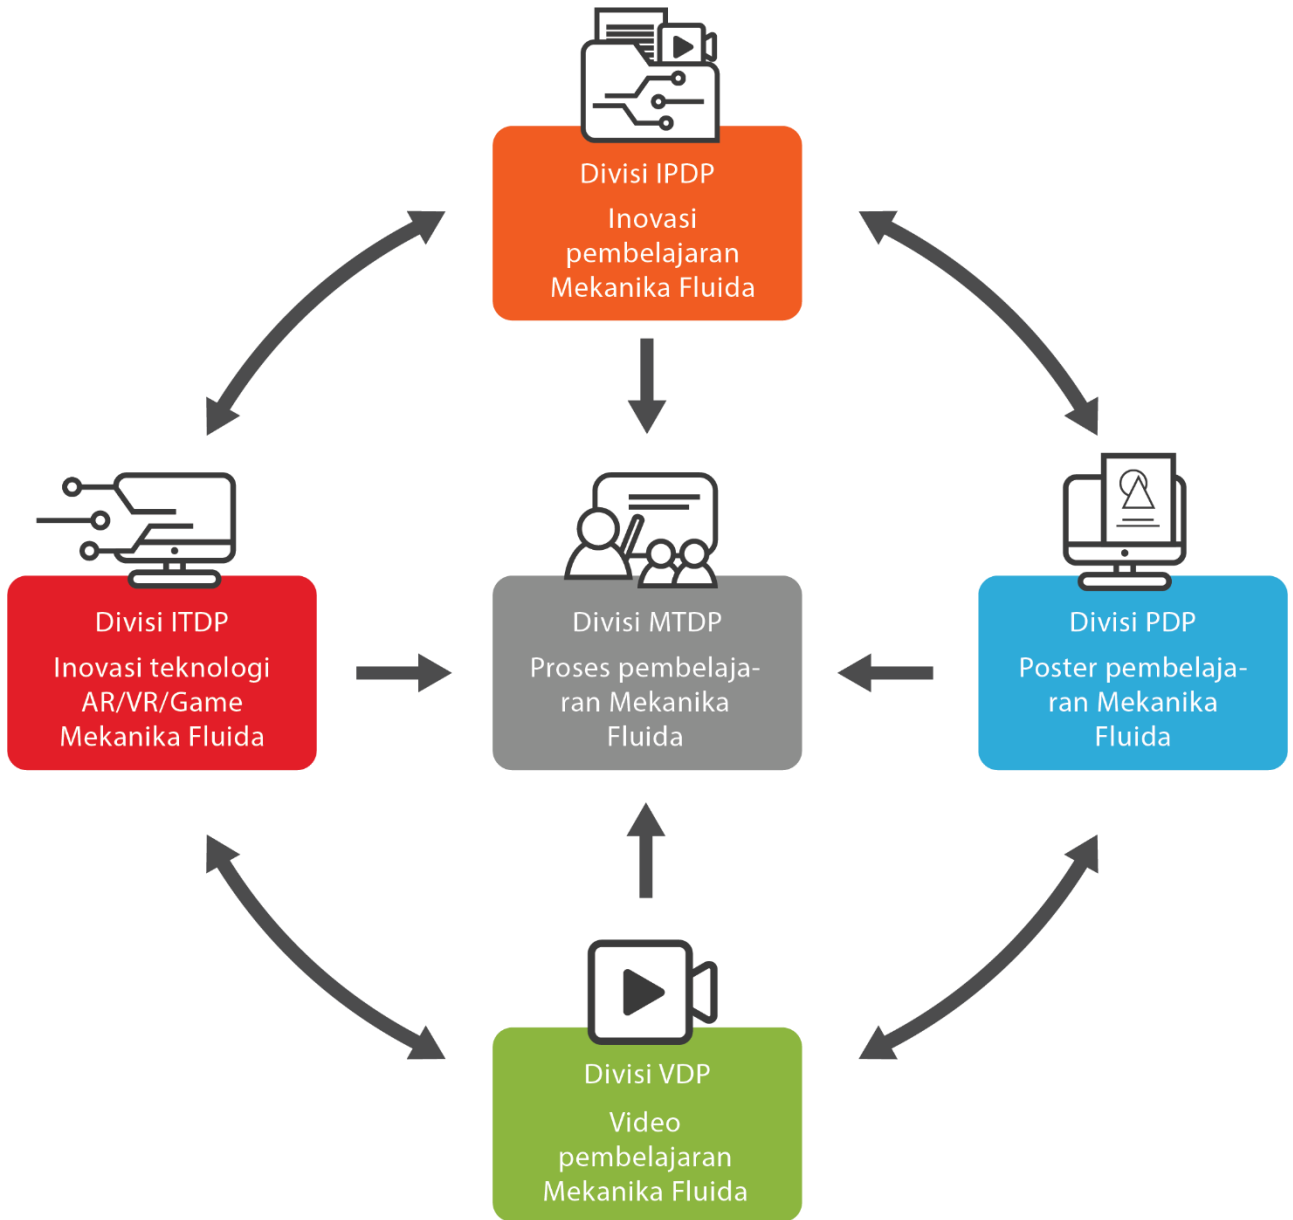 Divisi IPDP
Inovasi
pembelajaran
Mekanika Fluida
Divisi ITDP
Inovasi teknologi
AR/VR/Game
Mekanika Fluida
Divisi MTDP
Proses pembelaja-
ran Mekanika
Fluida
Divisi PDP
Poster pembelaja-
ran Mekanika
Fluida
Divisi VDP
Video
pembelajaran
Mekanika Fluida